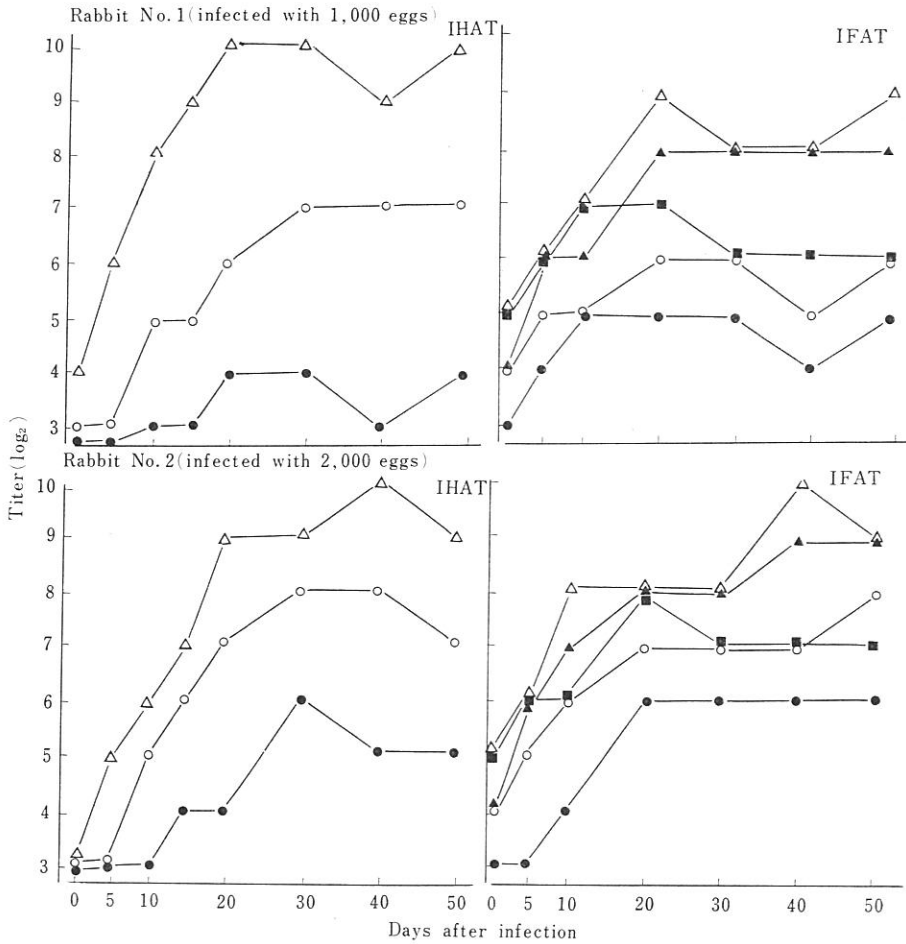 Rabbit No.1(infected with 1,000 eggs)
IHAT
IFAT
10
9
8
7
6
5
4
3
Titer(log₂)
Rabbit No.2(infected with 2,000 eggs)
IHAT
IFAT
10
9
8
7
6
5
4
3
0 5 10 20 30 40 50 0 5 10 20 30 40 50
Days after infection